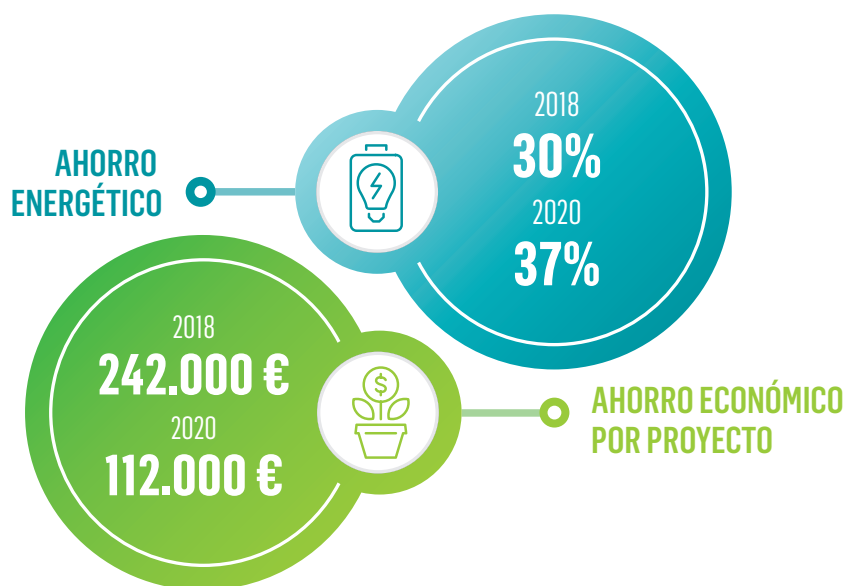 AHORRO
ENERGÉTICO
2018
30%
2020
37%
2018
242.000 €
2020
112.000 €
$
AHORRO ECONÓMICO
POR PROYECTO